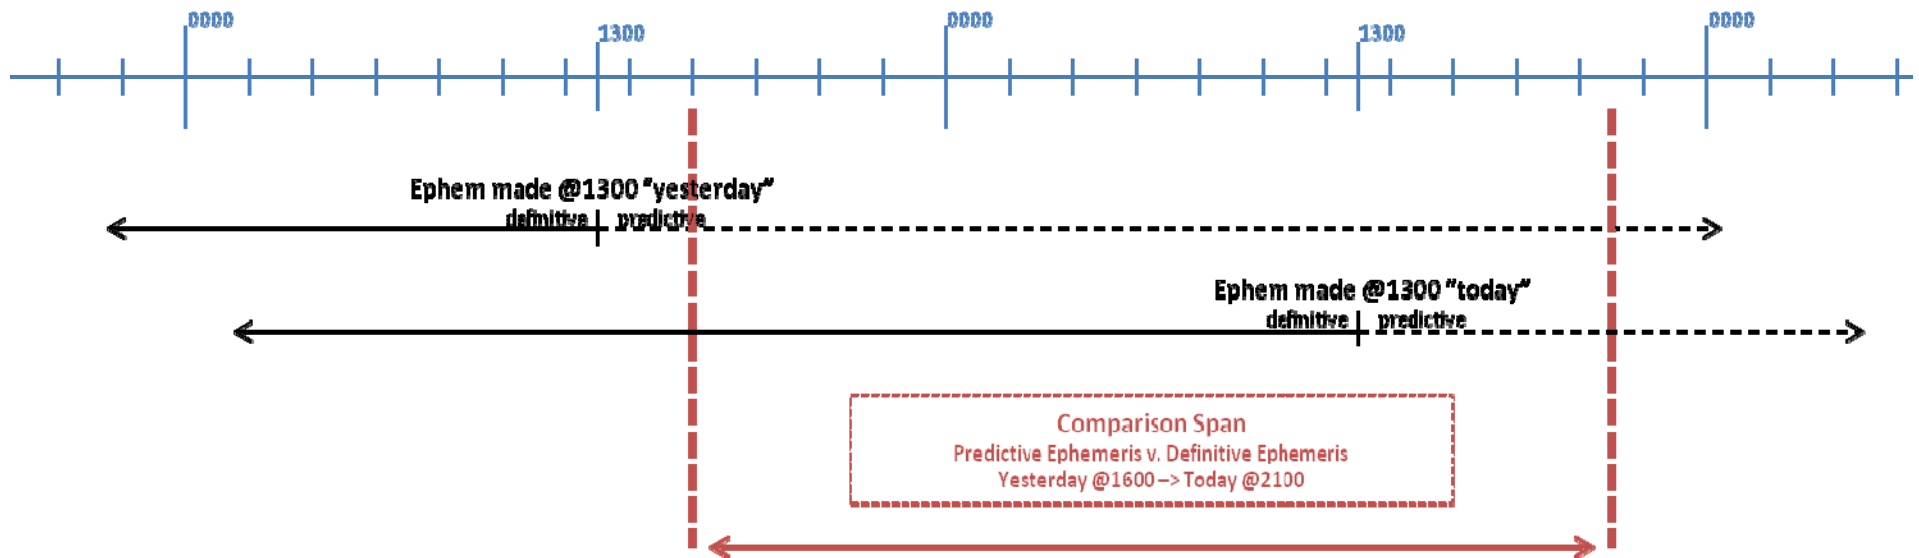 0000
1300
0000
1300
0000
Ephem made @1300 “yesterday”
definitive predictive
Ephem made @1300 “today”
definitive predictive
Comparison Span
Predictive Ephemeris v. Definitive Ephemeris
Yesterday @1600 –> Today @2100